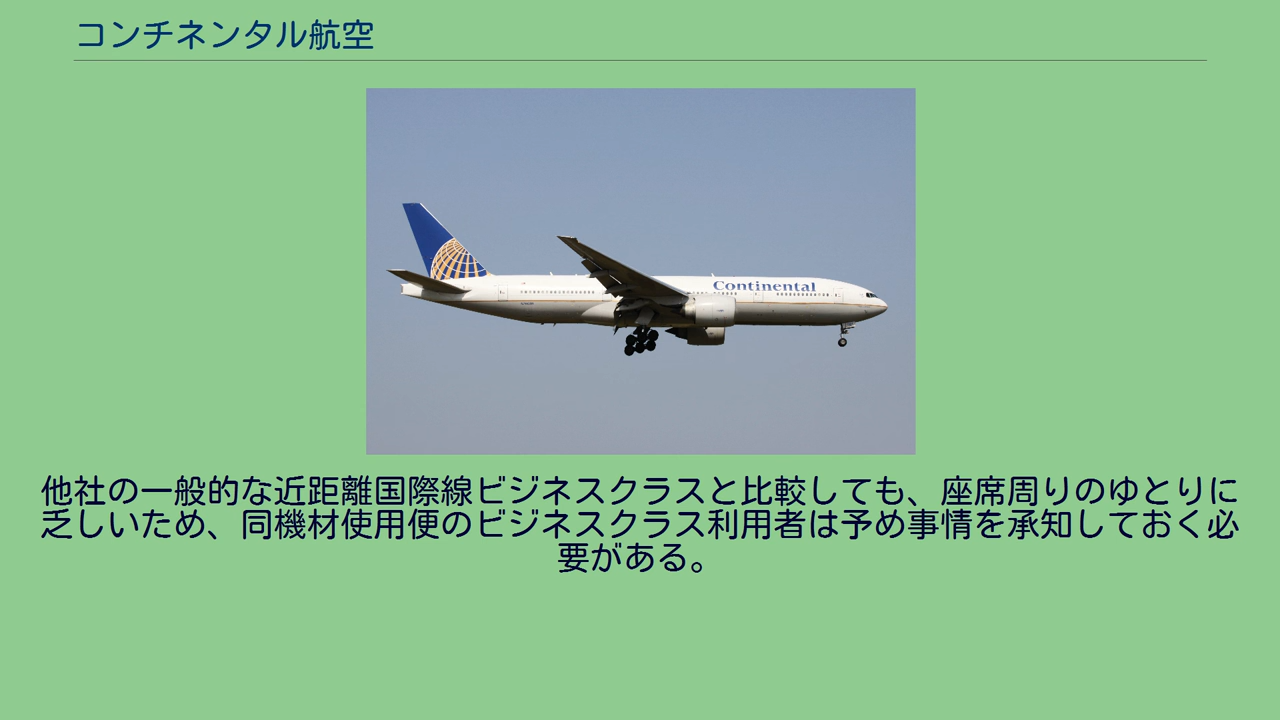 コンチネンタル航空
Continental
他社の一般的な近距離国際線ビジネスクラスと比較しても、座席周りのゆとりに
乏しいため、同機材使用便のビジネスクラス利用者は予め事情を承知しておく必
要がある。